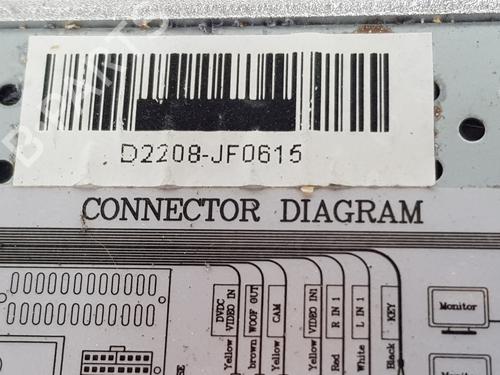 D2208-JF0615
CONNECTOR DIAGRAM
DVDC
VIDEO IN
WOOF OUT
CAM
VIDEO IN1
R IN 1
L IN 1
KEY
Monitor
Yellow
brown
Yellow
Yellow
Red
White
Black
B-PARTS